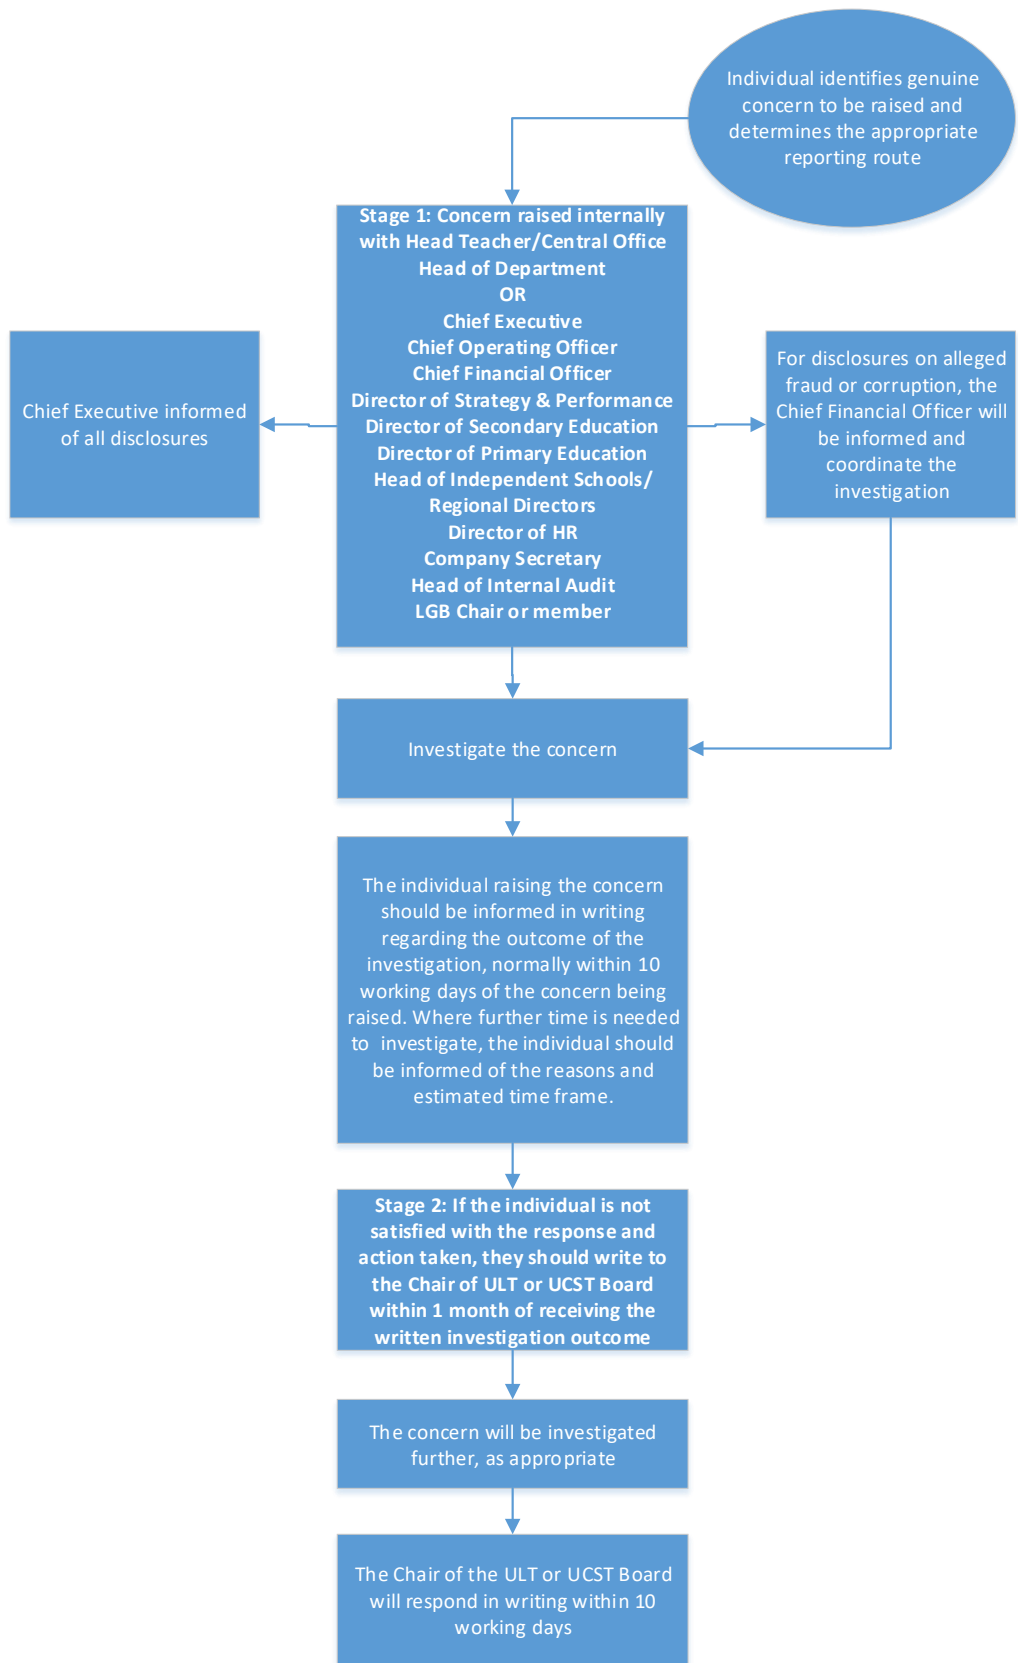 Individual identifies genuine
concern to be raised and
determines the appropriate
reporting route
Stage 1: Concern raised internally
with Head Teacher/Central Office
Head of Department
OR
Chief Executive
Chief Operating Officer
Chief Financial Officer
Director of Strategy & Performance
Director of Secondary Education
Director of Primary Education
Head of Independent Schools/
Regional Directors
Director of HR
Company Secretary
Head of Internal Audit
LGB Chair or member
Chief Executive informed
of all disclosures
For disclosures on alleged
fraud or corruption, the
Chief Financial Officer will
be informed and
coordinate the
investigation
Investigate the concern
The individual raising the concern
should be informed in writing
regarding the outcome of the
investigation, normally within 10
working days of the concern being
raised. Where further time is needed
to investigate, the individual should
be informed of the reasons and
estimated time frame.
Stage 2: If the individual is not
satisfied with the response and
action taken, they should write to
the Chair of ULT or UCST Board
within 1 month of receiving the
written investigation outcome
The concern will be investigated
further, as appropriate
The Chair of the ULT or UCST Board
will respond in writing within 10
working days